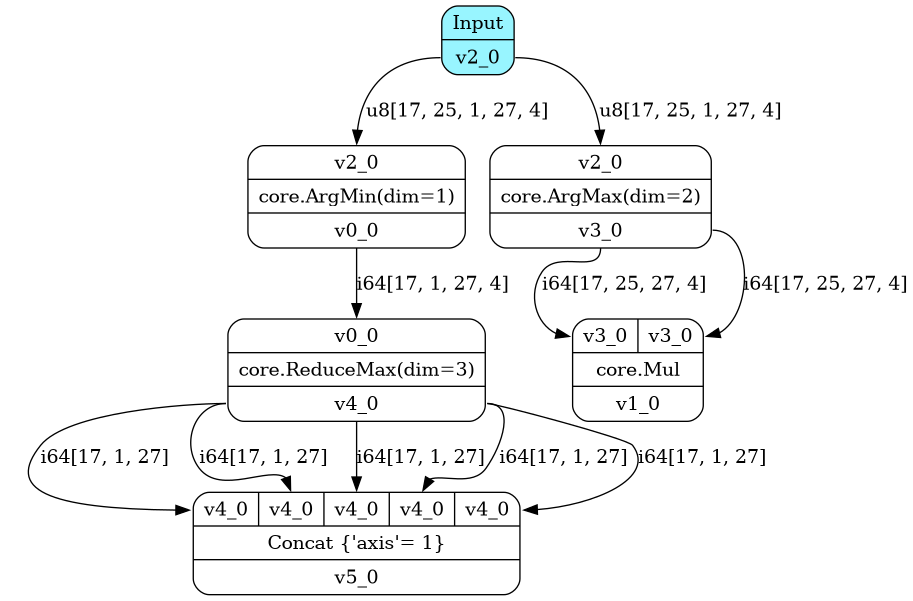 Input
v2_0
u8[17, 25, 1, 27, 4]
u8[17, 25, 1, 27, 4]
v2_0
core.ArgMin(dim=1)
v0_0
v2_0
core.ArgMax(dim=2)
v3_0
i64[17, 1, 27, 4]
i64[17, 25, 27, 4]
i64[17, 25, 27, 4]
v0_0
core.ReduceMax(dim=3)
v4_0
v3_0 v3_0
core.Mul
v1_0
i64[17, 1, 27]
i64[17, 1, 27]
i64[17, 1, 27]
i64[17, 1, 27]
i64[17, 1, 27]
v4_0 v4_0 v4_0 v4_0 v4_0
Concat {'axis'= 1}
v5_0